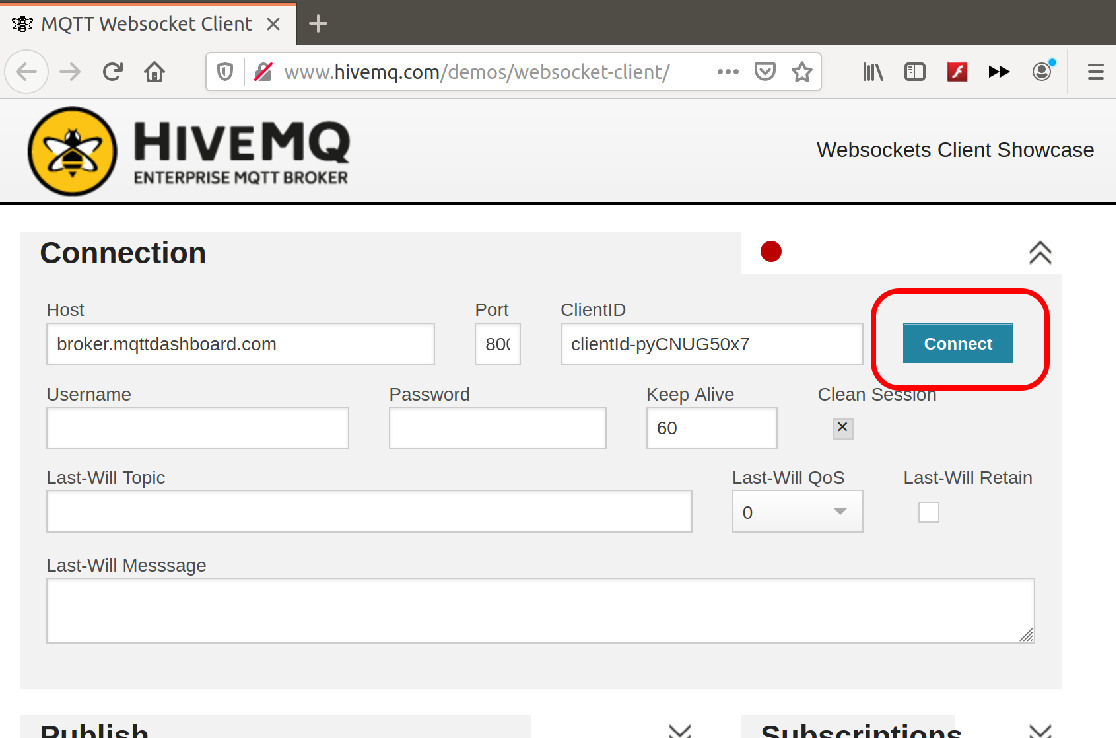 MQTT Websocket Client
www.hivemq.com/demos/websocket-client/
HIVEMQ
ENTERPRISE MQTT BROKER
Websockets Client Showcase
Connection
Host Port ClientID
broker.mqttdashboard.com 800 clientId-pyCNUG50x7 Connect
Username Password Keep Alive Clean Session
60
Last-Will Topic Last-Will QoS Last-Will Retain
0
Last-Will Messsage
Publish Subscriptions